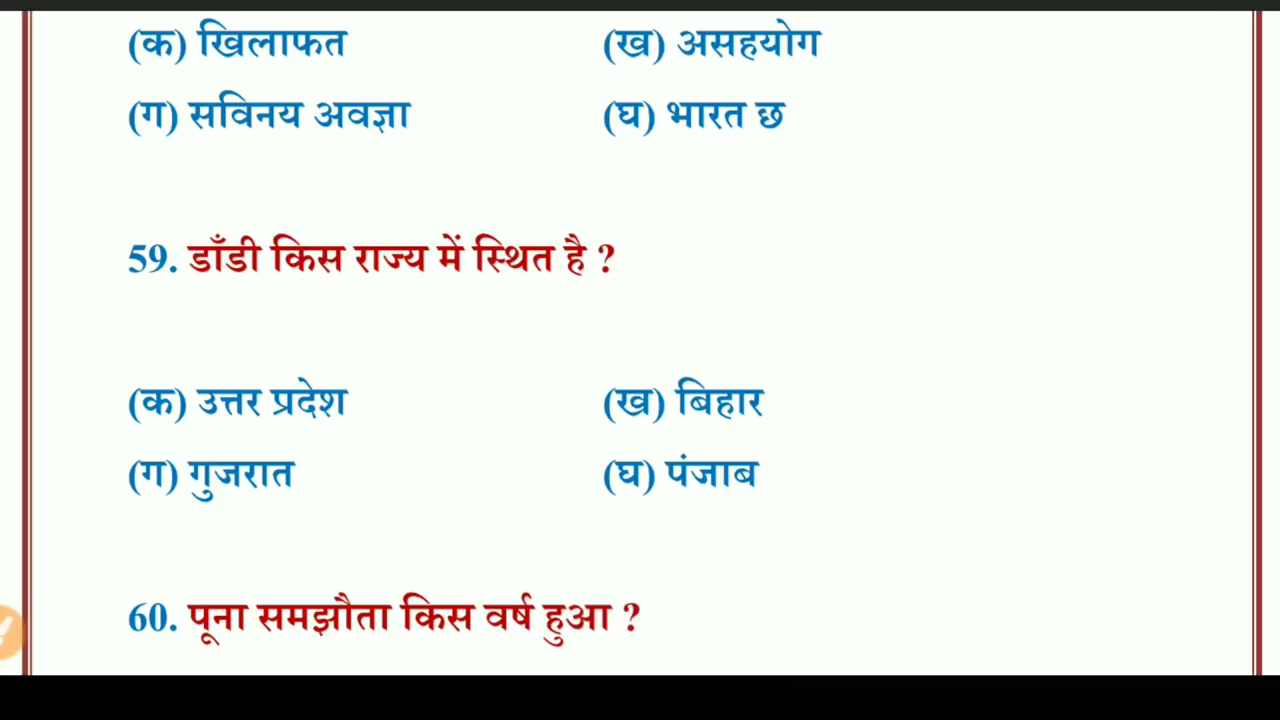 (क) खिलाफत (ख) असहयोग
(ग) सविनय अवज्ञा (घ) भारत छ
59. डाँडी किस राज्य में स्थित है ?
(क) उत्तर प्रदेश (ख) बिहार
(ग) गुजरात (घ) पंजाब
60. पूना समझौता किस वर्ष हुआ ?